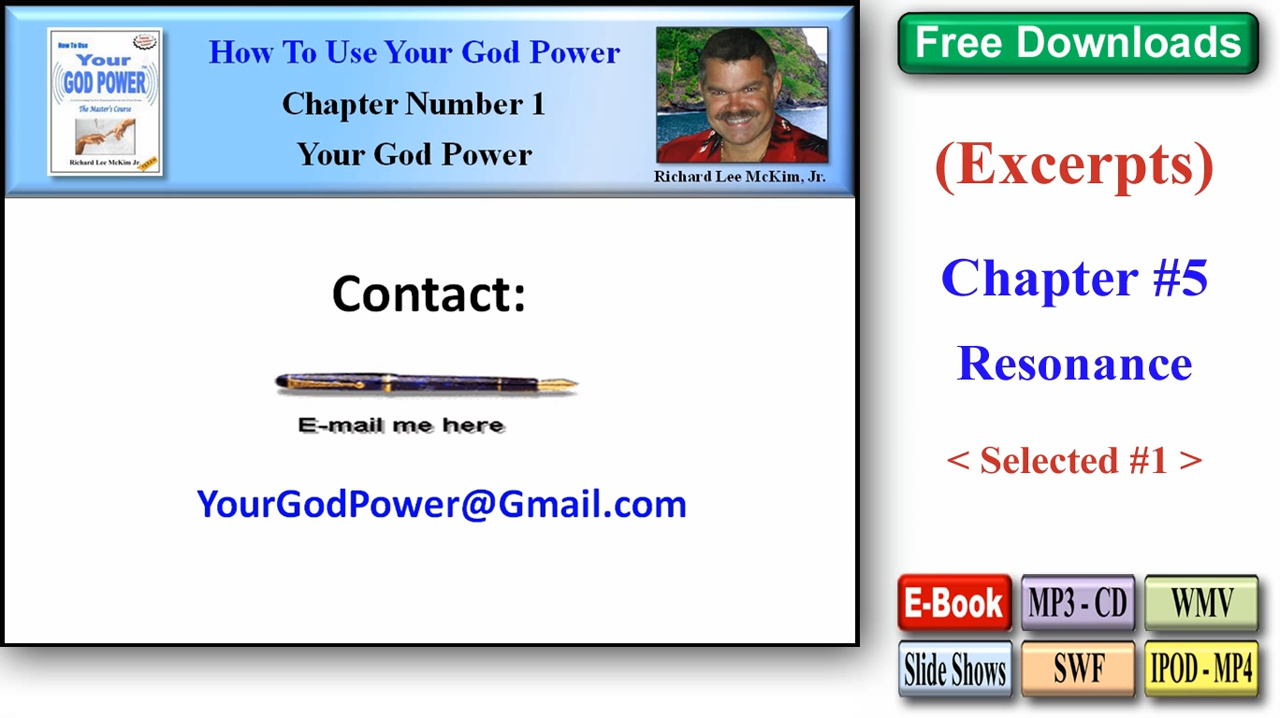 How To Use
Your
GOD POWER
The Master's Course
Richard Lee McKim Jr.
How To Use Your God Power
Chapter Number 1
Your God Power
Richard Lee McKim, Jr.
Contact:
E-mail me here
YourGodPower@Gmail.com
Free Downloads
(Excerpts)
Chapter #5
Resonance
< Selected #1 >
E-Book
MP3 - CD
WMV
Slide Shows
SWF
IPOD - MP4